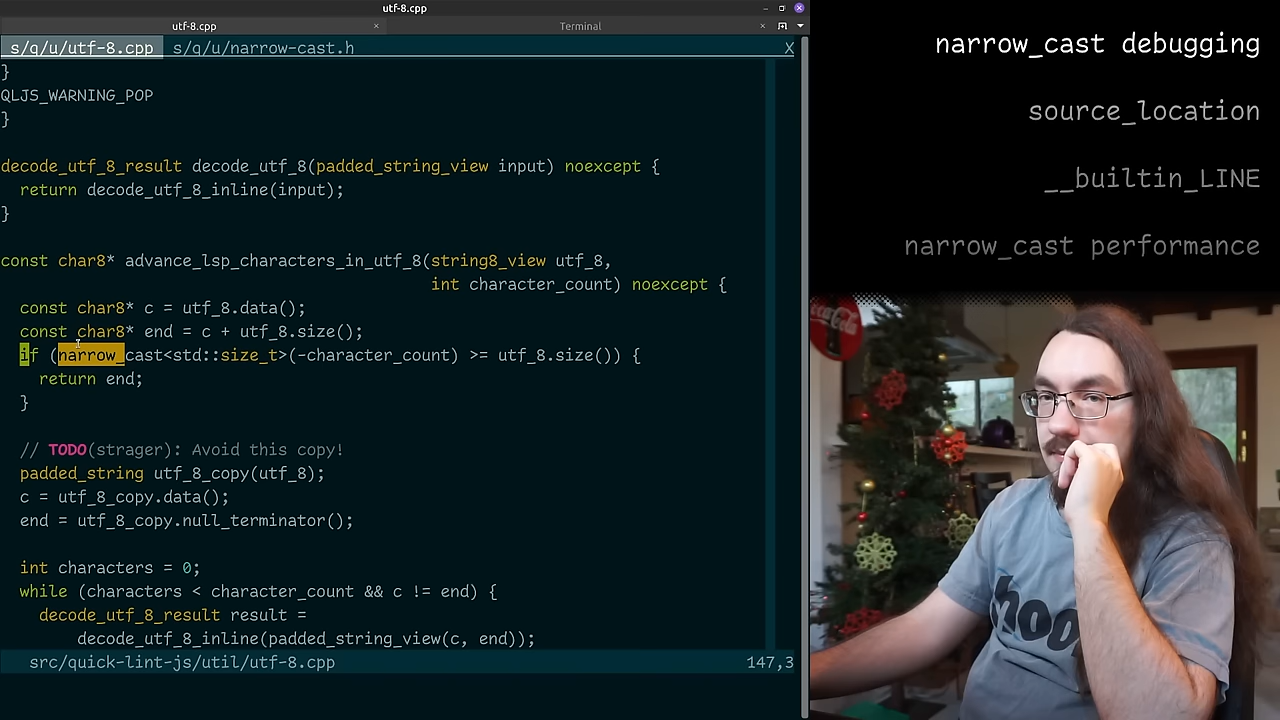 utf-8.cpp
utf-8.cpp × Terminal ×
s/q/u/utf-8.cpp s/q/u/narrow-cast.h X
}
QLJS_WARNING_POP
}
decode_utf_8_result decode_utf_8(padded_string_view input) noexcept {
return decode_utf_8_inline(input);
}
const char8* advance_lsp_characters_in_utf_8(string8_view utf_8,
int character_count) noexcept {
const char8* c = utf_8.data();
const char8* end = c + utf_8.size();
if (narrow_cast<std::size_t>(-character_count) >= utf_8.size()) {
return end;
}
// TODO(strager): Avoid this copy!
padded_string utf_8_copy(utf_8);
c = utf_8_copy.data();
end = utf_8_copy.null_terminator();
int characters = 0;
while (characters < character_count && c != end) {
decode_utf_8_result result =
decode_utf_8_inline(padded_string_view(c, end));
src/quick-lint-js/util/utf-8.cpp 147,3
narrow_cast debugging
source_location
__builtin_LINE
narrow_cast performance
Coca-Cola